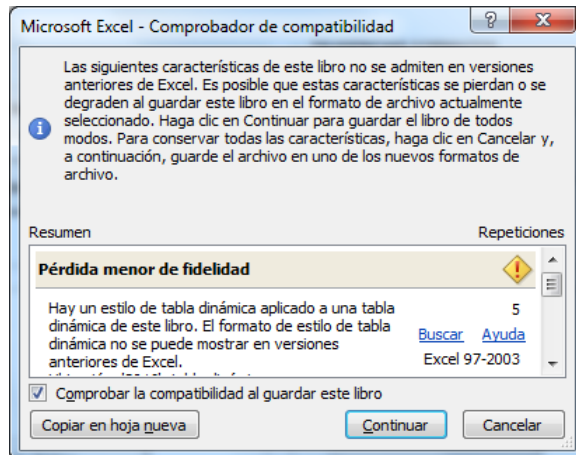 Microsoft Excel - Comprobador de compatibilidad
Las siguientes características de este libro no se admiten en versiones
anteriores de Excel. Es posible que estas características se pierdan o se
degraden al guardar este libro en el formato de archivo actualmente
seleccionado. Haga clic en Continuar para guardar el libro de todos
modos. Para conservar todas las características, haga clic en Cancelar y,
a continuación, guarde el archivo en uno de los nuevos formatos de
archivo.
Resumen Repeticiones
Pérdida menor de fidelidad
Hay un estilo de tabla dinámica aplicado a una tabla 5
dinámica de este libro. El formato de estilo de tabla
dinámica no se puede mostrar en versiones Buscar Ayuda
anteriores de Excel. Excel 97-2003
Comprobar la compatibilidad al guardar este libro
Copiar en hoja nueva Continuar Cancelar